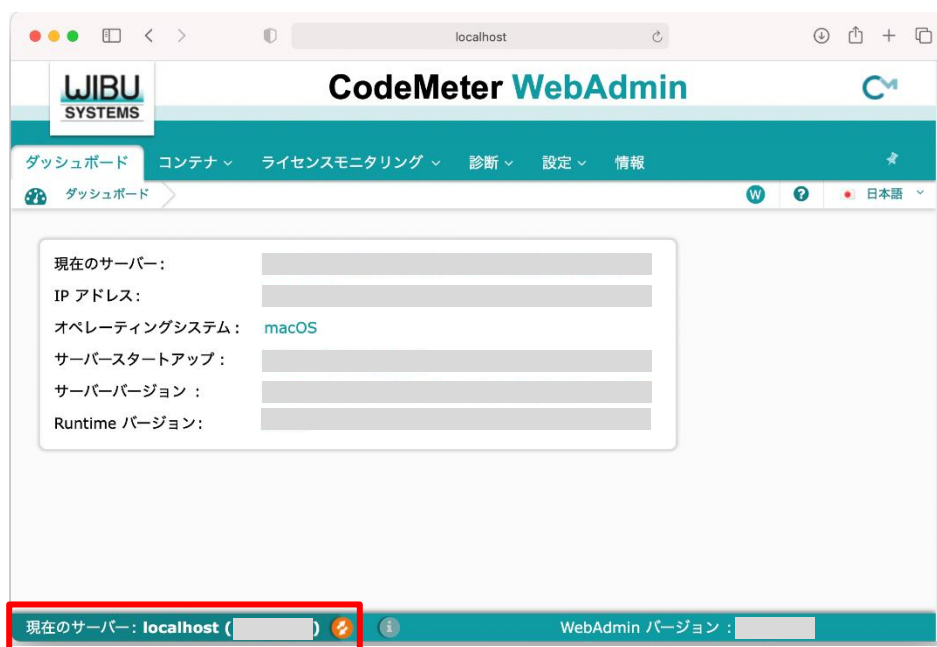 localhost
WIBU
SYSTEMS
CodeMeter WebAdmin
CM
ダッシュボード コンテナ ライセンスモニタリング 診断 設定 情報
ダッシュボード W ? 日本語
現在のサーバー:
IP アドレス:
オペレーティングシステム: macOS
サーバースタートアップ:
サーバーバージョン :
Runtime バージョン:
現在のサーバー: localhost ( ) i WebAdmin バージョン :